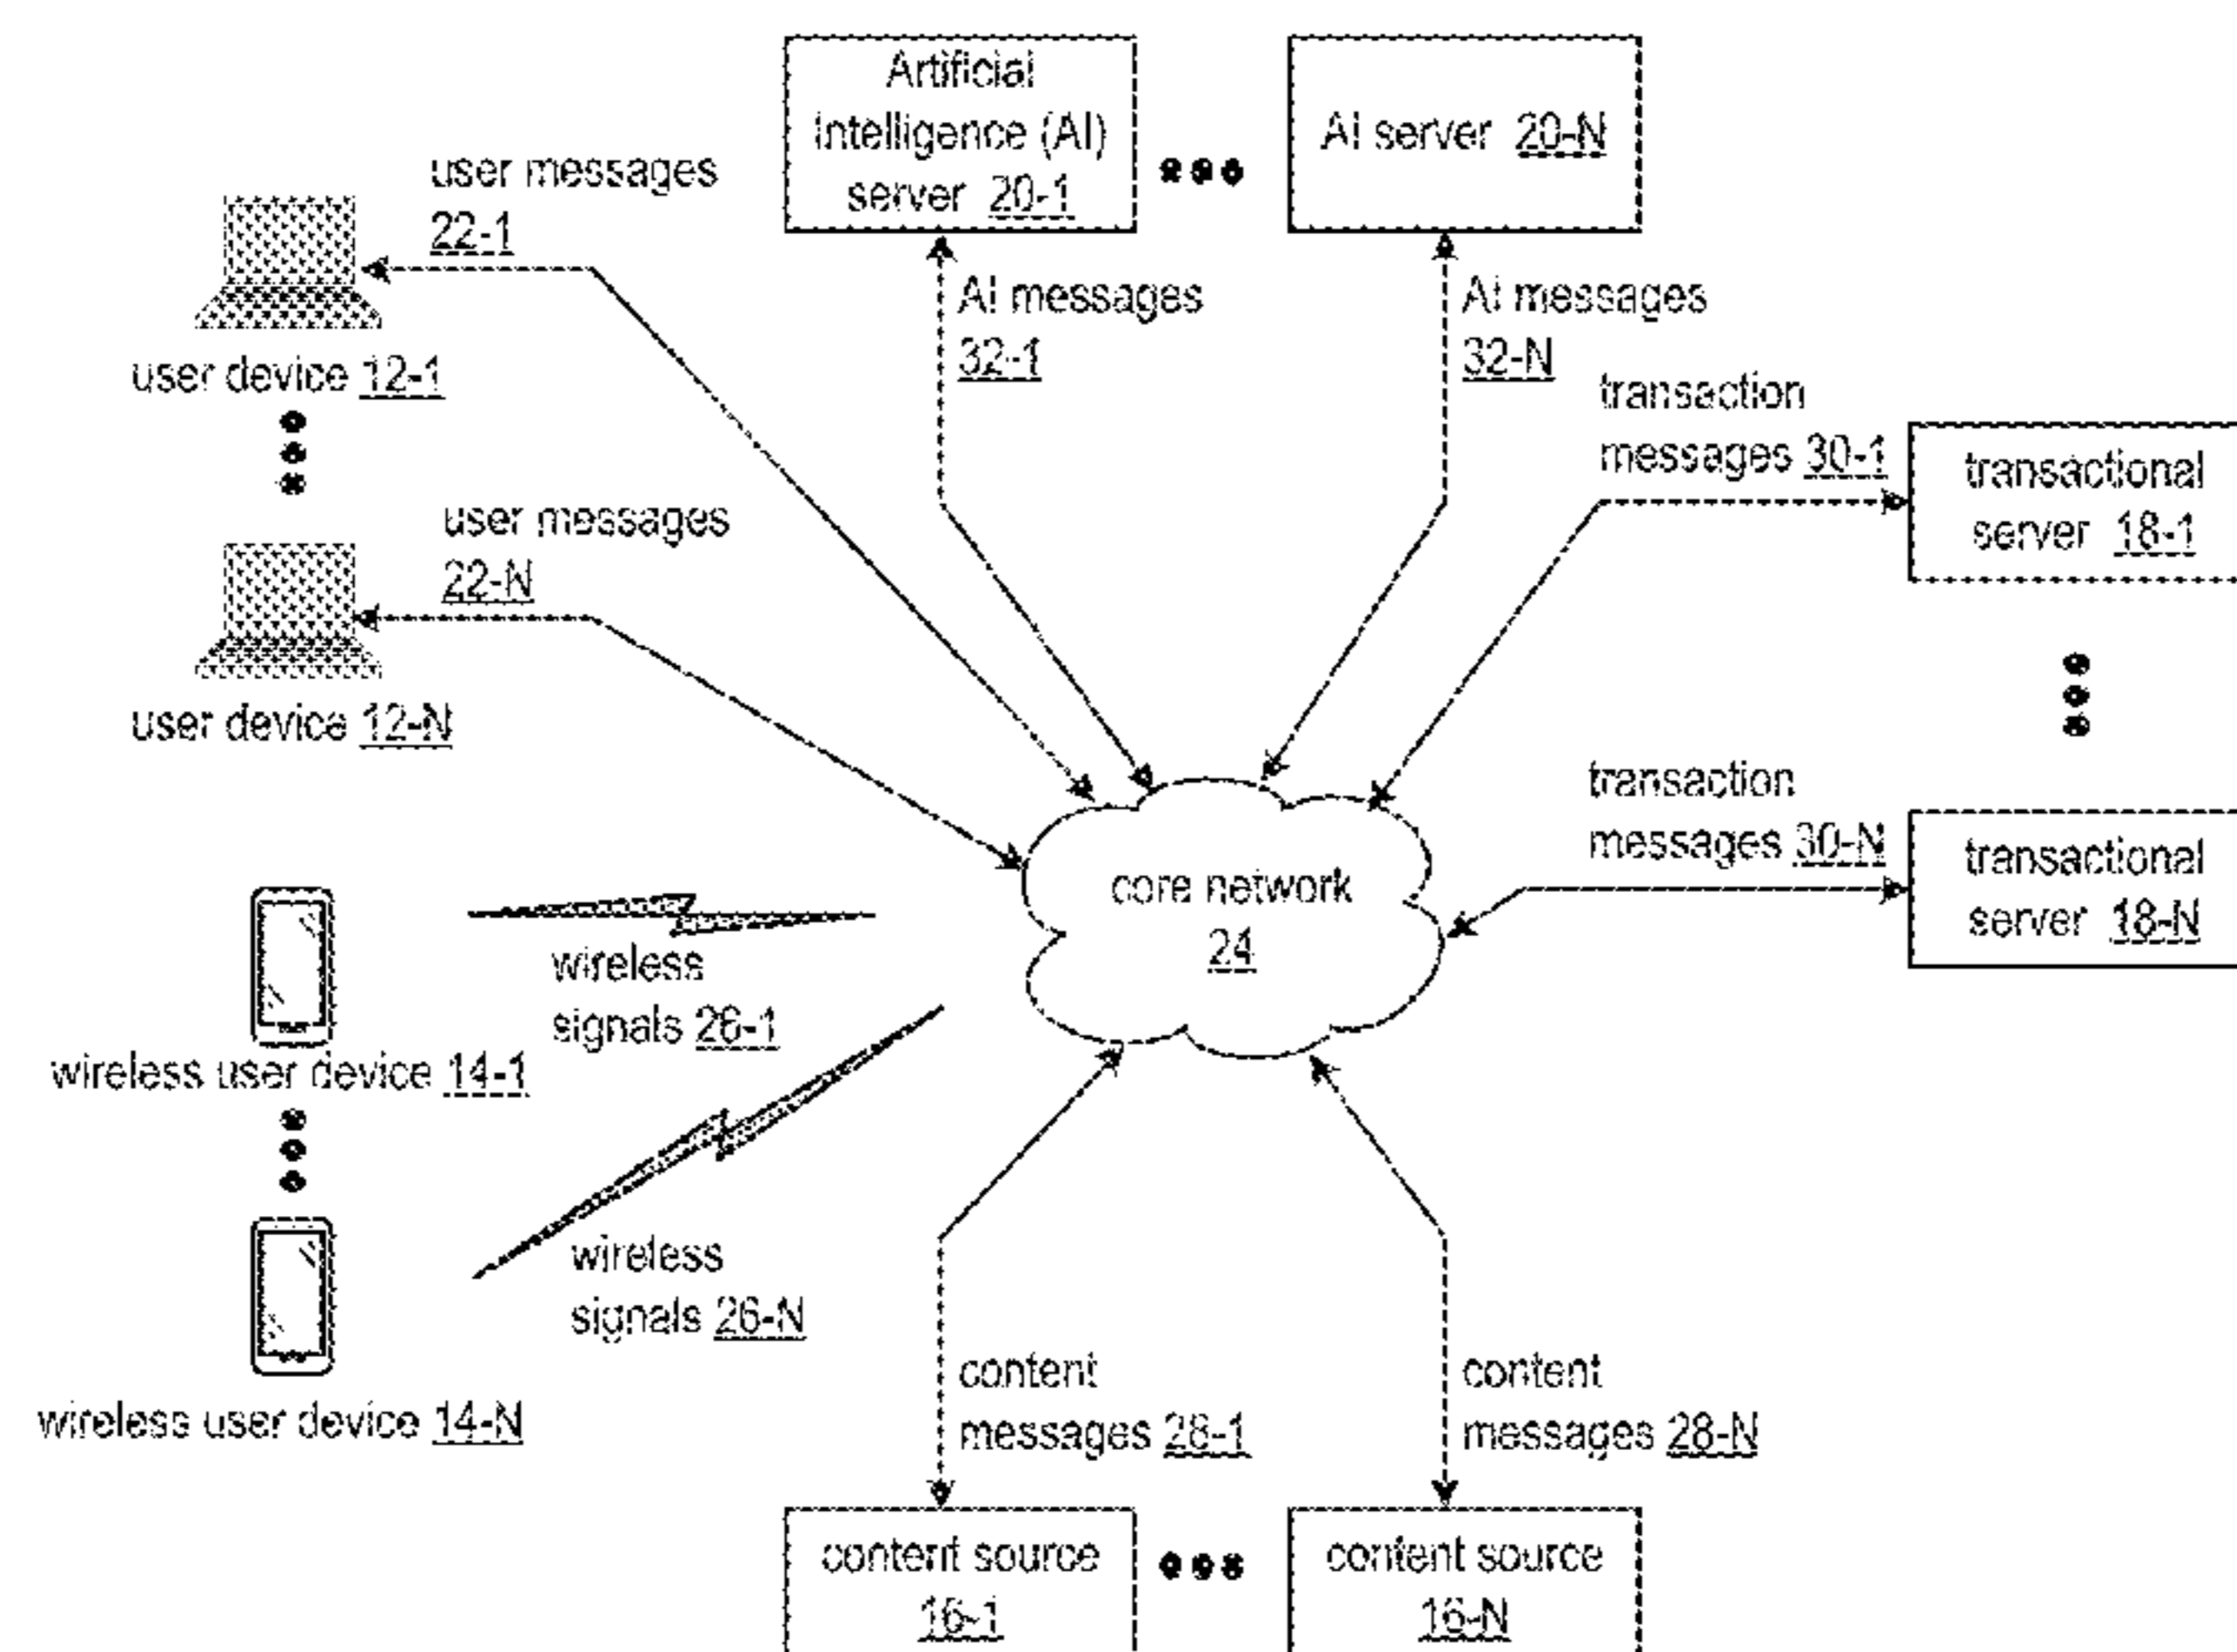 Artificial
Intelligence (AI)
server 20-1
AI server 20-N
user messages
22-1
AI messages
32-1
AI messages
32-N
user device 12-1
transaction
messages 30-1
transactional
server 18-1
user messages
22-N
user device 12-N
transaction
messages 30-N
transactional
server 18-N
core network
24
wireless
signals 26-1
wireless user device 14-1
wireless
signals 26-N
wireless user device 14-N
content
messages 28-1
content
messages 28-N
content source
16-1
content source
16-N